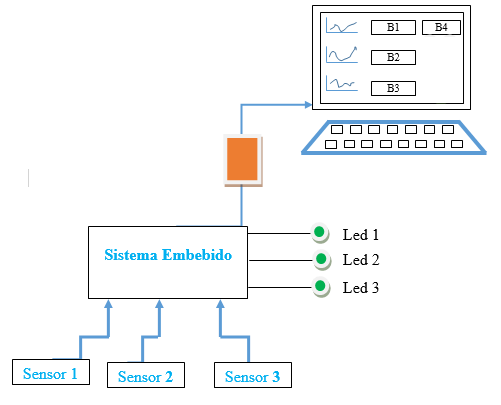 B1 B4
B2
B3
Sistema Embebido
Led 1
Led 2
Led 3
Sensor 1 Sensor 2 Sensor 3